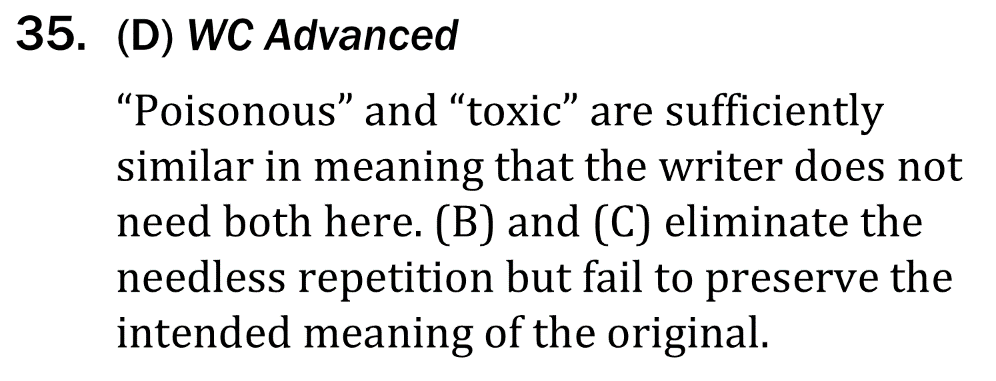 35. (D) WC Advanced
“Poisonous” and “toxic” are sufficiently
similar in meaning that the writer does not
need both here. (B) and (C) eliminate the
needless repetition but fail to preserve the
intended meaning of the original.